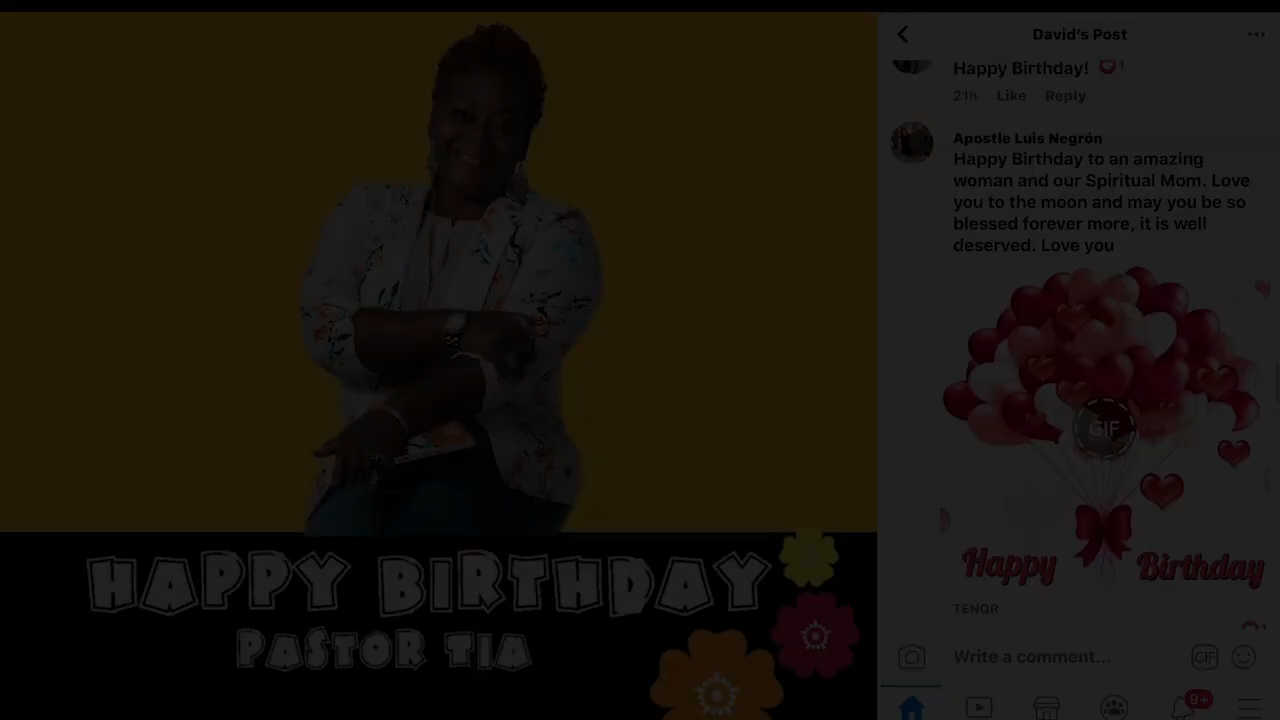 HAPPY BIRTHDAY
PASTOR TIA
David's Post
Happy Birthday! 1
21h Like Reply
Apostle Luis Negrón
Happy Birthday to an amazing
woman and our Spiritual Mom. Love
you to the moon and may you be so
blessed forever more, it is well
deserved. Love you
GIF
Happy Birthday
TENOR
1
Write a comment...
GIF
9+